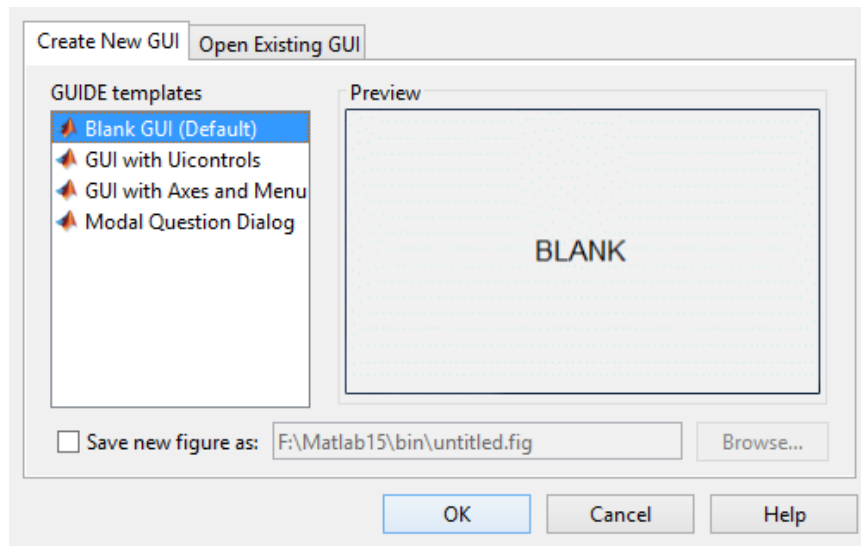 Create New GUI
Open Existing GUI
GUIDE templates
Blank GUI (Default)
GUI with Uicontrols
GUI with Axes and Menu
Modal Question Dialog
Preview
BLANK
Save new figure as:
F:\Matlab15\bin\untitled.fig
Browse...
OK
Cancel
Help